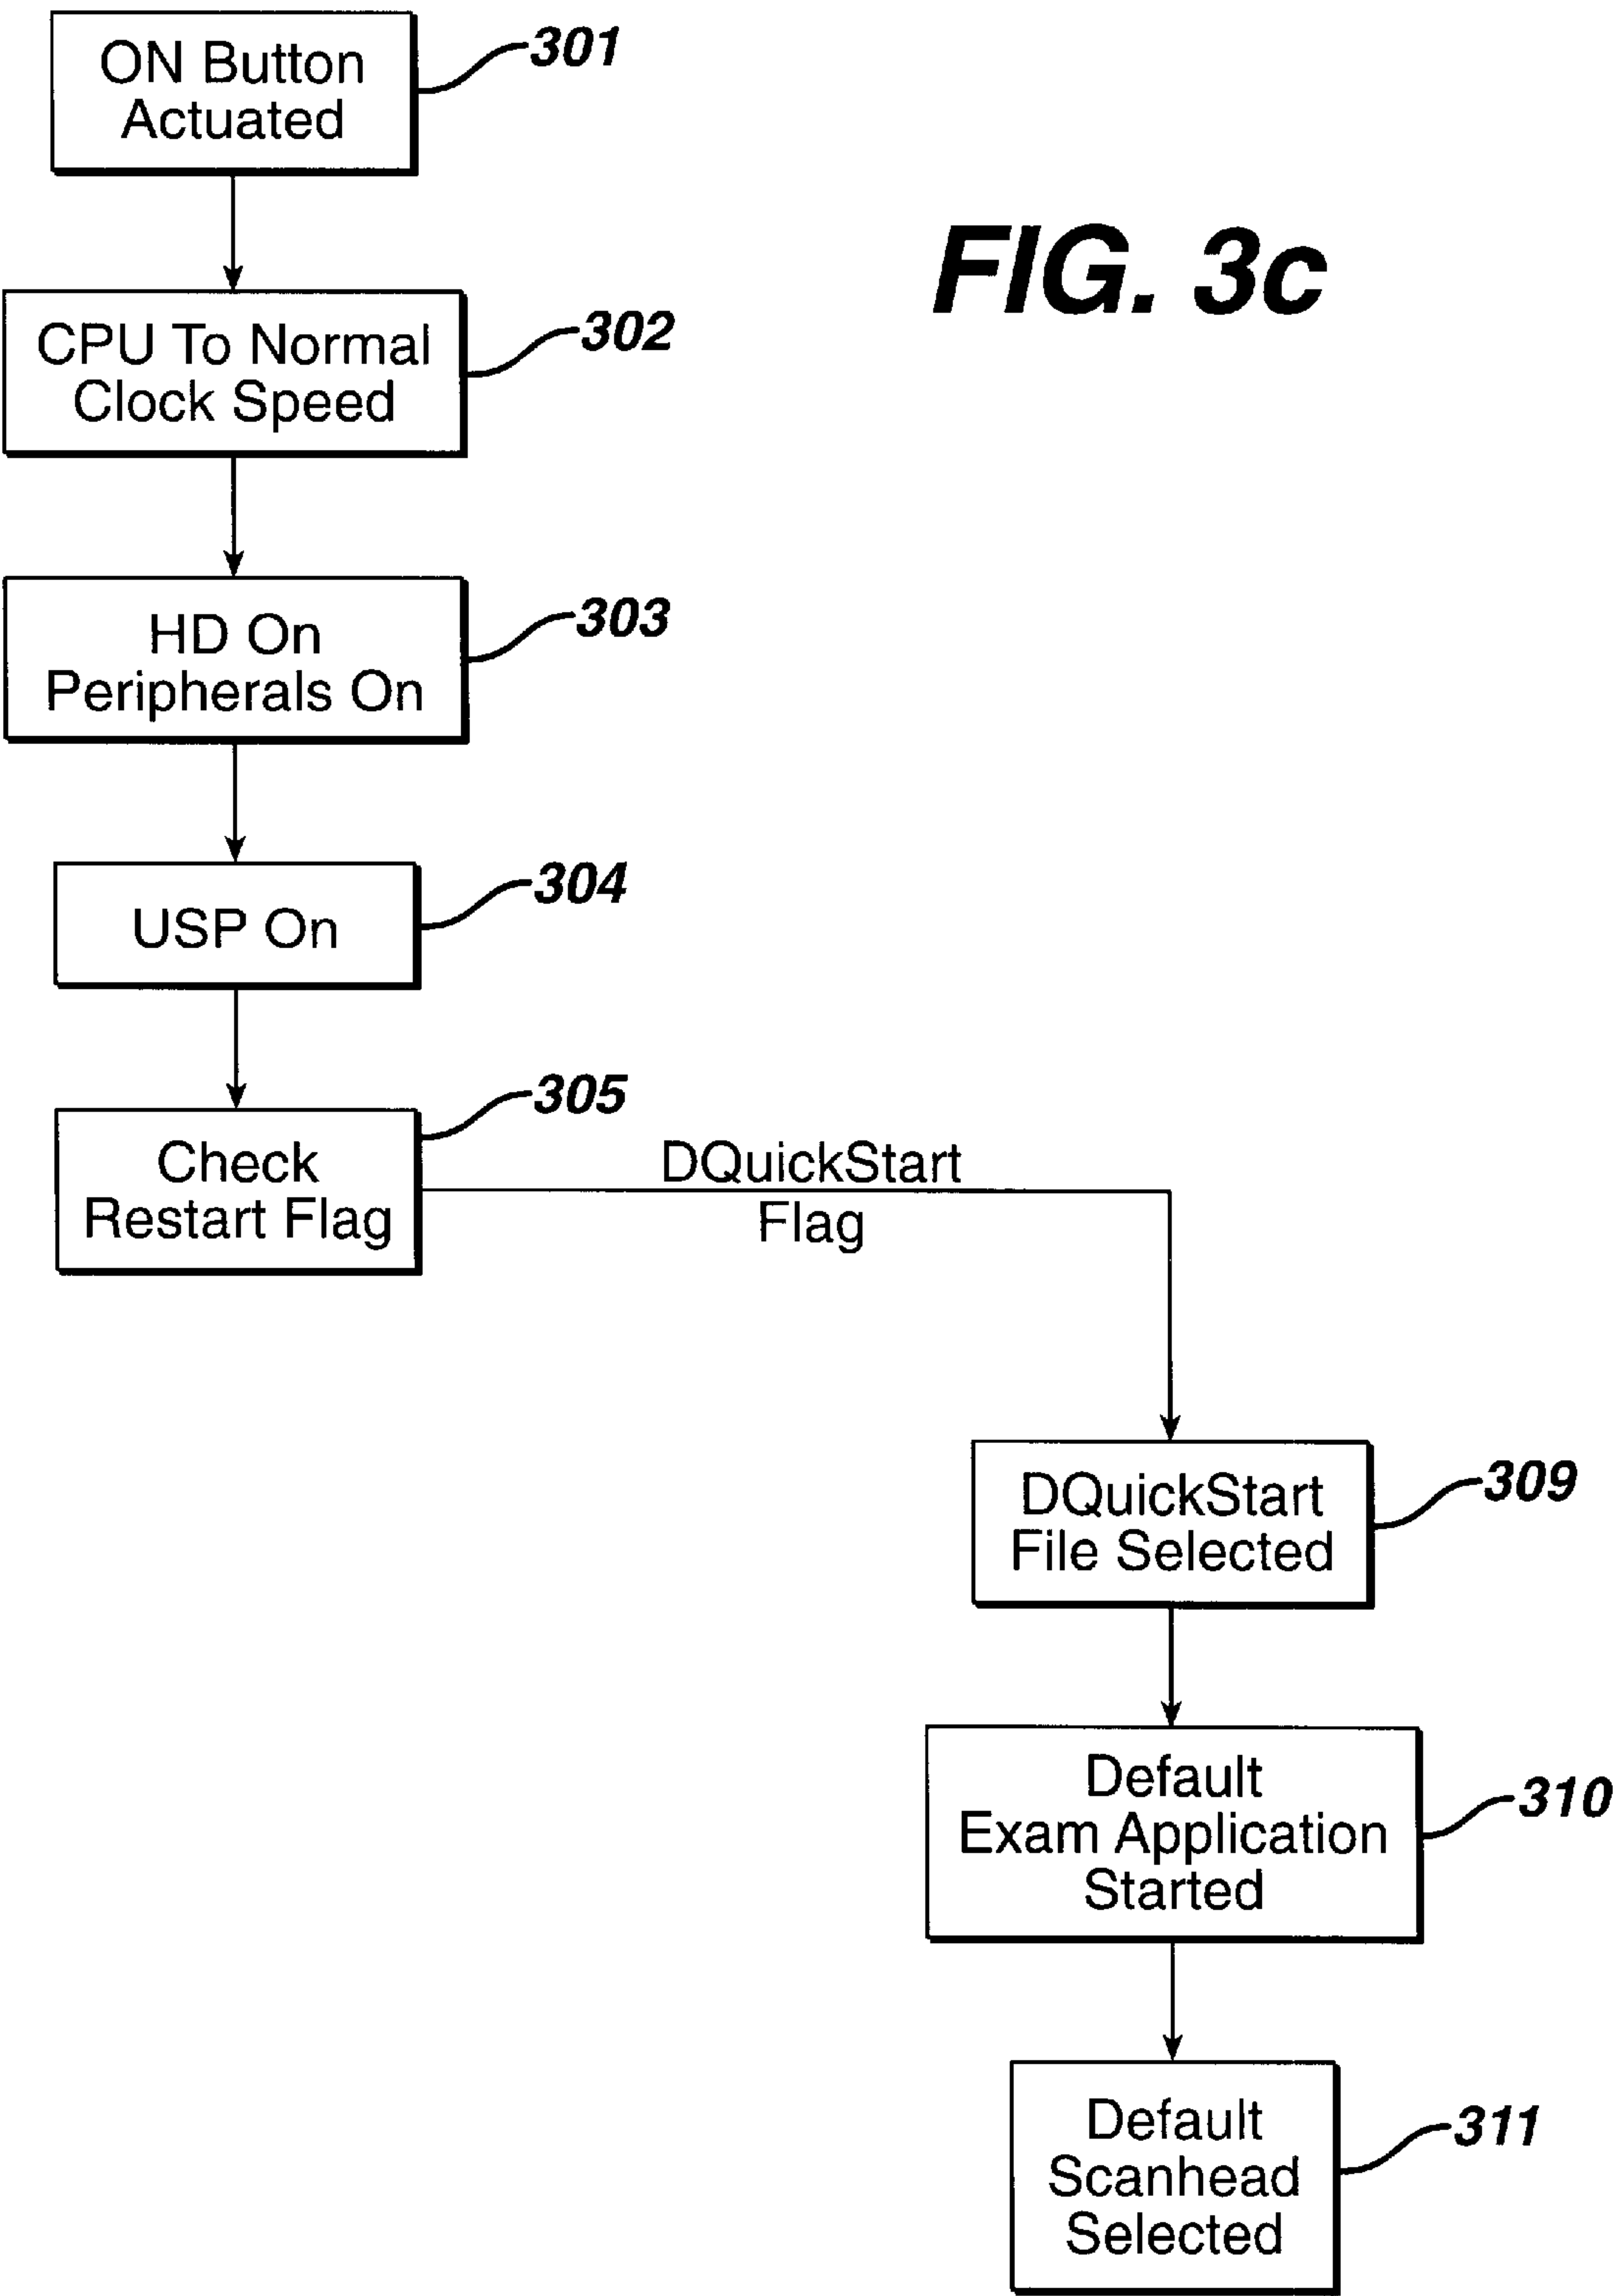 ON Button
Actuated
301
FIG. 3c
CPU To Normal
Clock Speed
302
HD On
Peripherals On
303
USP On
304
Check
Restart Flag
305
DQuickStart
Flag
DQuickStart
File Selected
309
Default
Exam Application
Started
310
Default
Scanhead
Selected
311